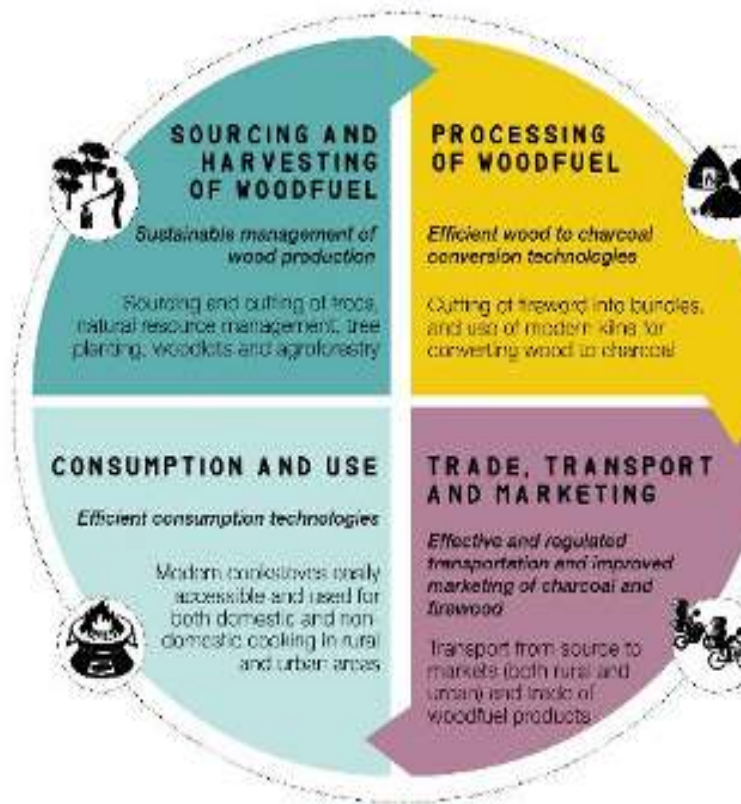 SOURCING AND
HARVESTING
OF WOODFUEL
Sustainable management of
wood production
Sourcing and cutting of trees,
natural resource management, tree
planting, woodlots and agroforestry
PROCESSING
OF WOODFUEL
Efficient wood to charcoal
conversion technologies
Cutting of firewood into bundles,
and use of modern kilns for
converting wood to charcoal
TRADE, TRANSPORT
AND MARKETING
Effective and regulated
transportation and improved
marketing of charcoal and
firewood
Transport from source to
markets (both rural and
urban) and trade of
woodfuel products
CONSUMPTION AND USE
Efficient consumption technologies
Modern cookstoves easily
accessible and used for
both domestic and non-
domestic cooking in rural
and urban areas